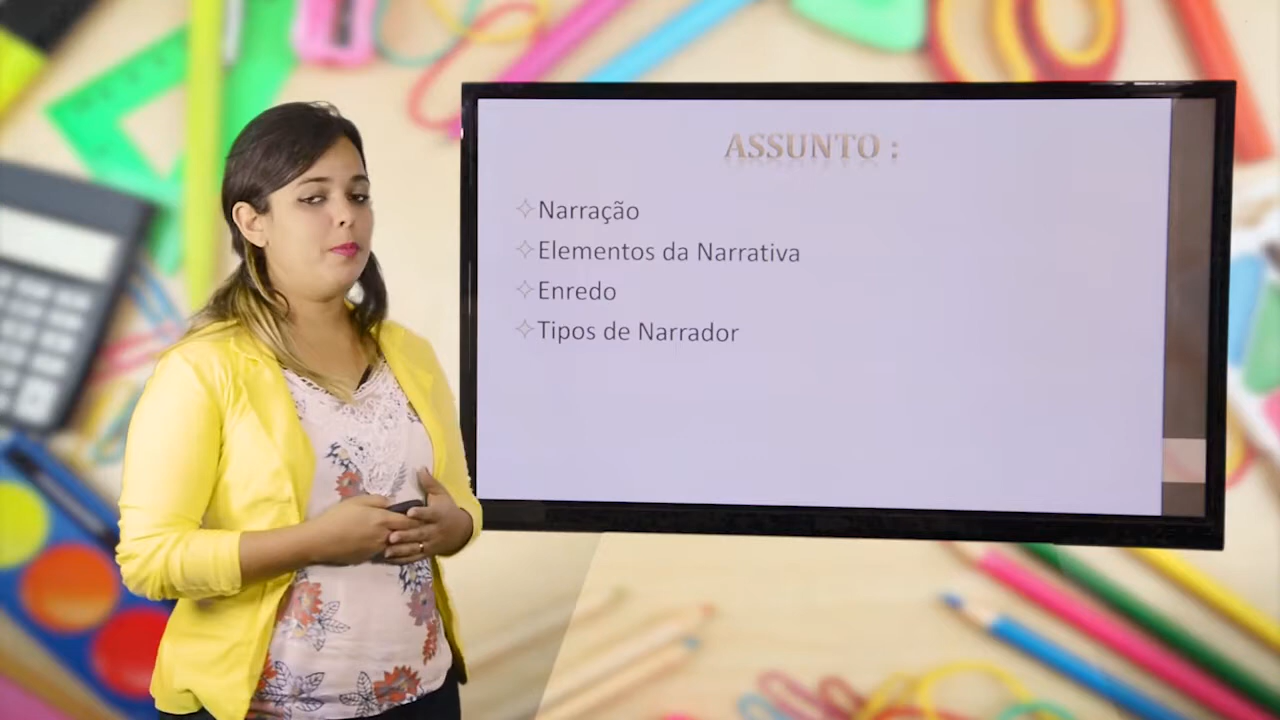 ASSUNTO :
Narração
Elementos da Narrativa
Enredo
Tipos de Narrador